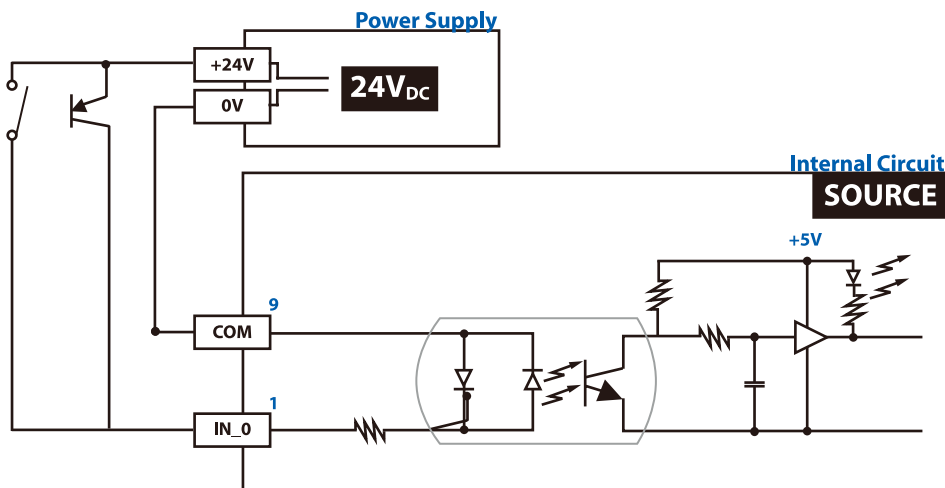 Power Supply
+24V
0V
24VDC
Internal Circuit
SOURCE
+5V
9
COM
1
IN_0